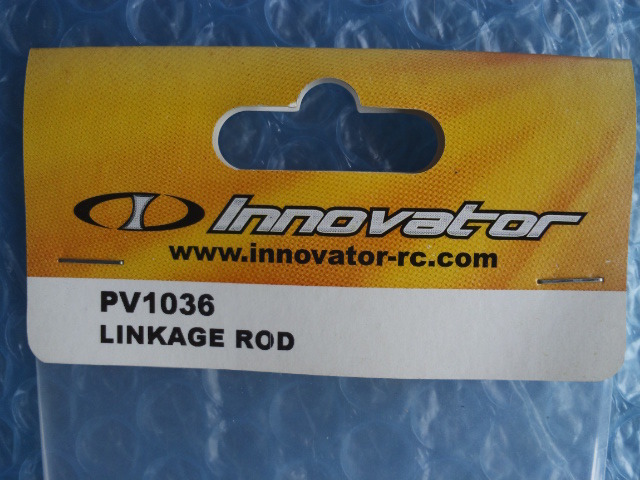 Innovator
www.innovator-rc.com
PV1036
LINKAGE ROD